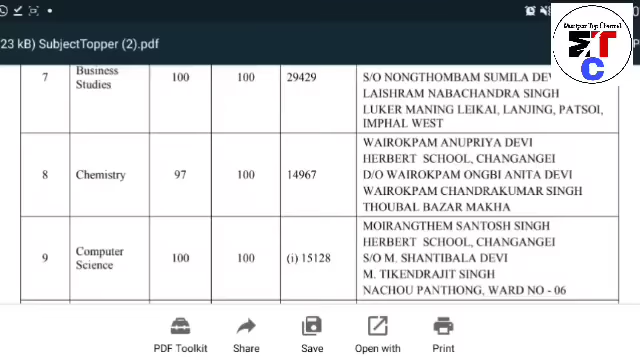 23 kB) SubjectTopper (2).pdf
Manipur Top Channel
MTC
7 Business Studies 100 100 29429
S/O NONGTHOMBAM SUMILA DEV
LAISHRAM NABACHANDRA SINGH
LUKER MANING LEIKAI, LANJING, PATSOI,
IMPHAL WEST
8 Chemistry 97 100 14967
WAIROKPAM ANUPRIYA DEVI
HERBERT SCHOOL, CHANGANGEI
D/O WAIROKPAM ONGBI ANITA DEVI
WAIROKPAM CHANDRAKUMAR SINGH
THOUBAL BAZAR MAKHA
9 Computer Science 100 100 (i) 15128
MOIRANGTHEM SANTOSH SINGH
HERBERT SCHOOL, CHANGANGEI
S/O M. SHANTIBALA DEVI
M. TIKENDRAJIT SINGH
NACHOU PANTHONG, WARD NO - 06
PDF Toolkit Share Save Open with Print